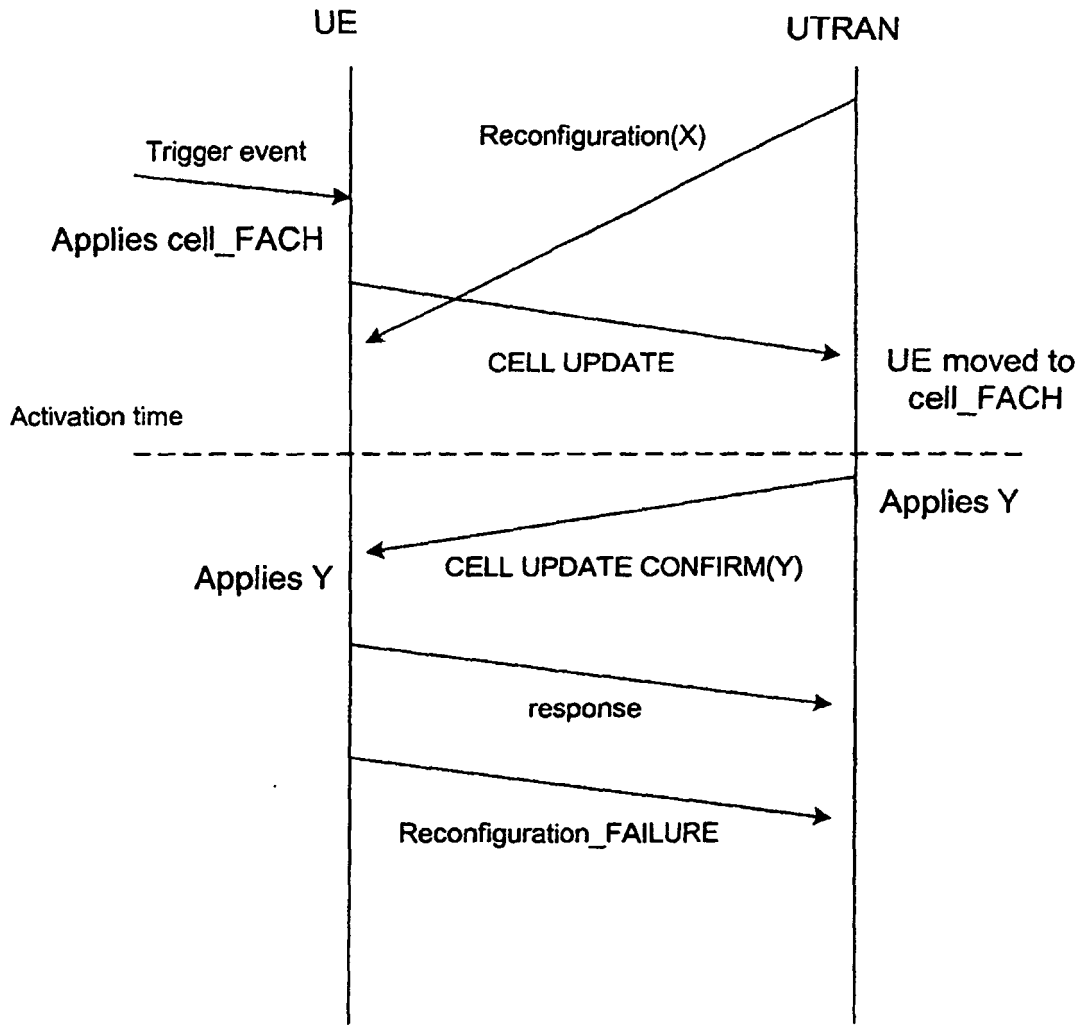 UE
UTRAN
Reconfiguration(X)
Trigger event
Applies cell_FACH
CELL UPDATE
UE moved to
cell_FACH
Activation time
Applies Y
CELL UPDATE CONFIRM(Y)
Applies Y
response
Reconfiguration_FAILURE